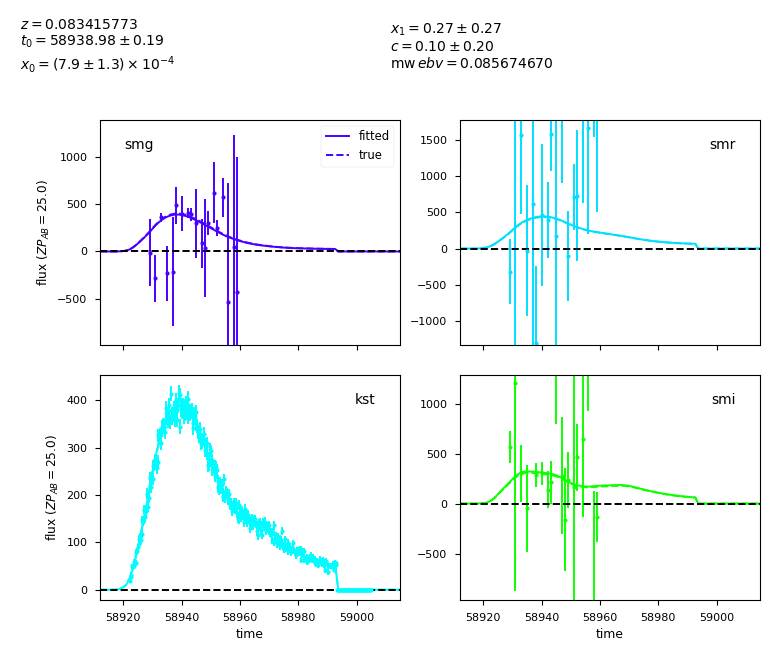 z = 0.083415773
t₀ = 58938.98 ± 0.19
x₀ = (7.9 ± 1.3) × 10⁻⁴
x₁ = 0.27 ± 0.27
c = 0.10 ± 0.20
mw ebv = 0.085674670
smg
fitted
true
1000
500
0
−500
flux (ZP_AB = 25.0)
smr
1500
1000
500
0
−500
−1000
kst
400
300
200
100
0
flux (ZP_AB = 25.0)
58920 58940 58960 58980 59000
time
smi
1000
500
0
−500
58920 58940 58960 58980 59000
time